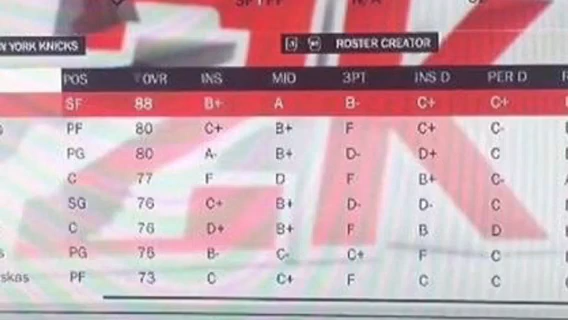 W YORK KNICKS ROSTER CREATOR
POS OVR INS MID 3PT INS D PER D
SF 88 B+ A B- C+ C+
PF 80 C+ B+ F C+ C-
PG 80 A- B+ D- D+ C
C 77 F D F B+ C-
SG 76 C+ B+ D- D- C
C 76 D+ B+ F B D
s PG 76 B- C- C+ F C
skas PF 73 C C+ F C C